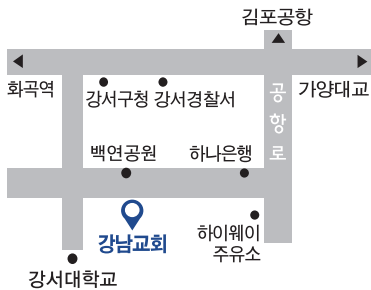 김포공항
화곡역
강서구청
강서경찰서
공항로
가양대교
백연공원
하나은행
강남교회
하이웨이
주유소
강서대학교